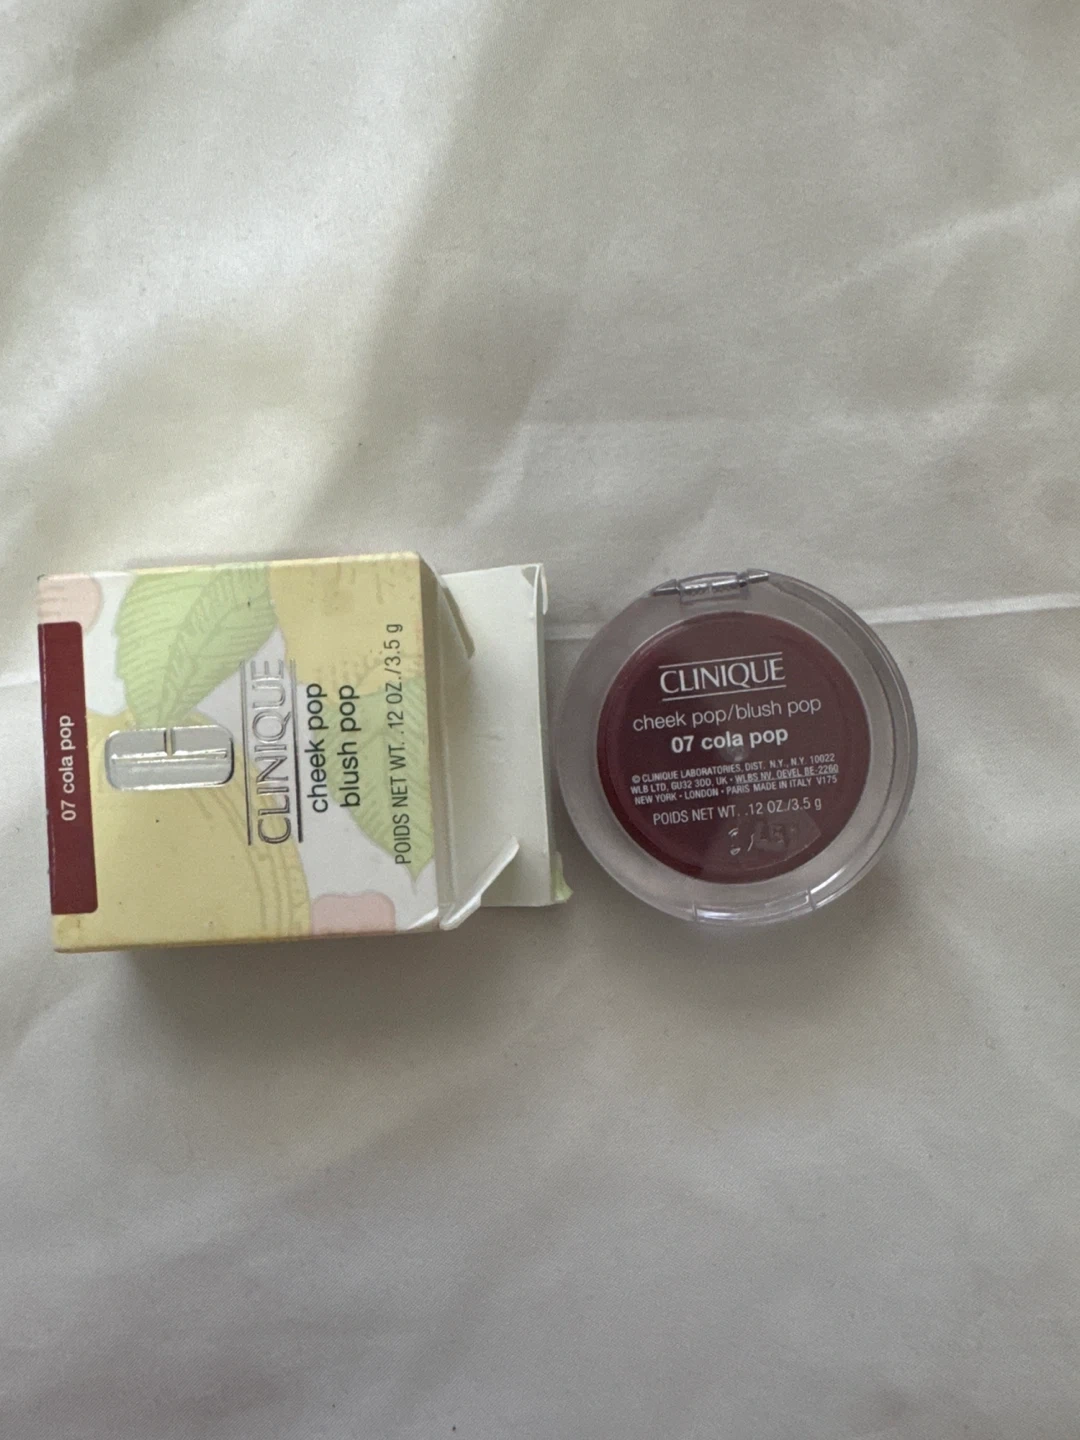 07 cola pop
CLINIQUE
cheek pop
blush pop
POIDS NET WT. .12 OZ./3.5 g
CLINIQUE
cheek pop/blush pop
07 cola pop
© CLINIQUE LABORATORIES, DIST. N.Y., N.Y. 10022
WLB LTD, GU32 3DD, UK · WLBS NV. OEVEL BE-2260
NEW YORK · LONDON · PARIS MADE IN ITALY V175
POIDS NET WT. .12 OZ./3.5 g